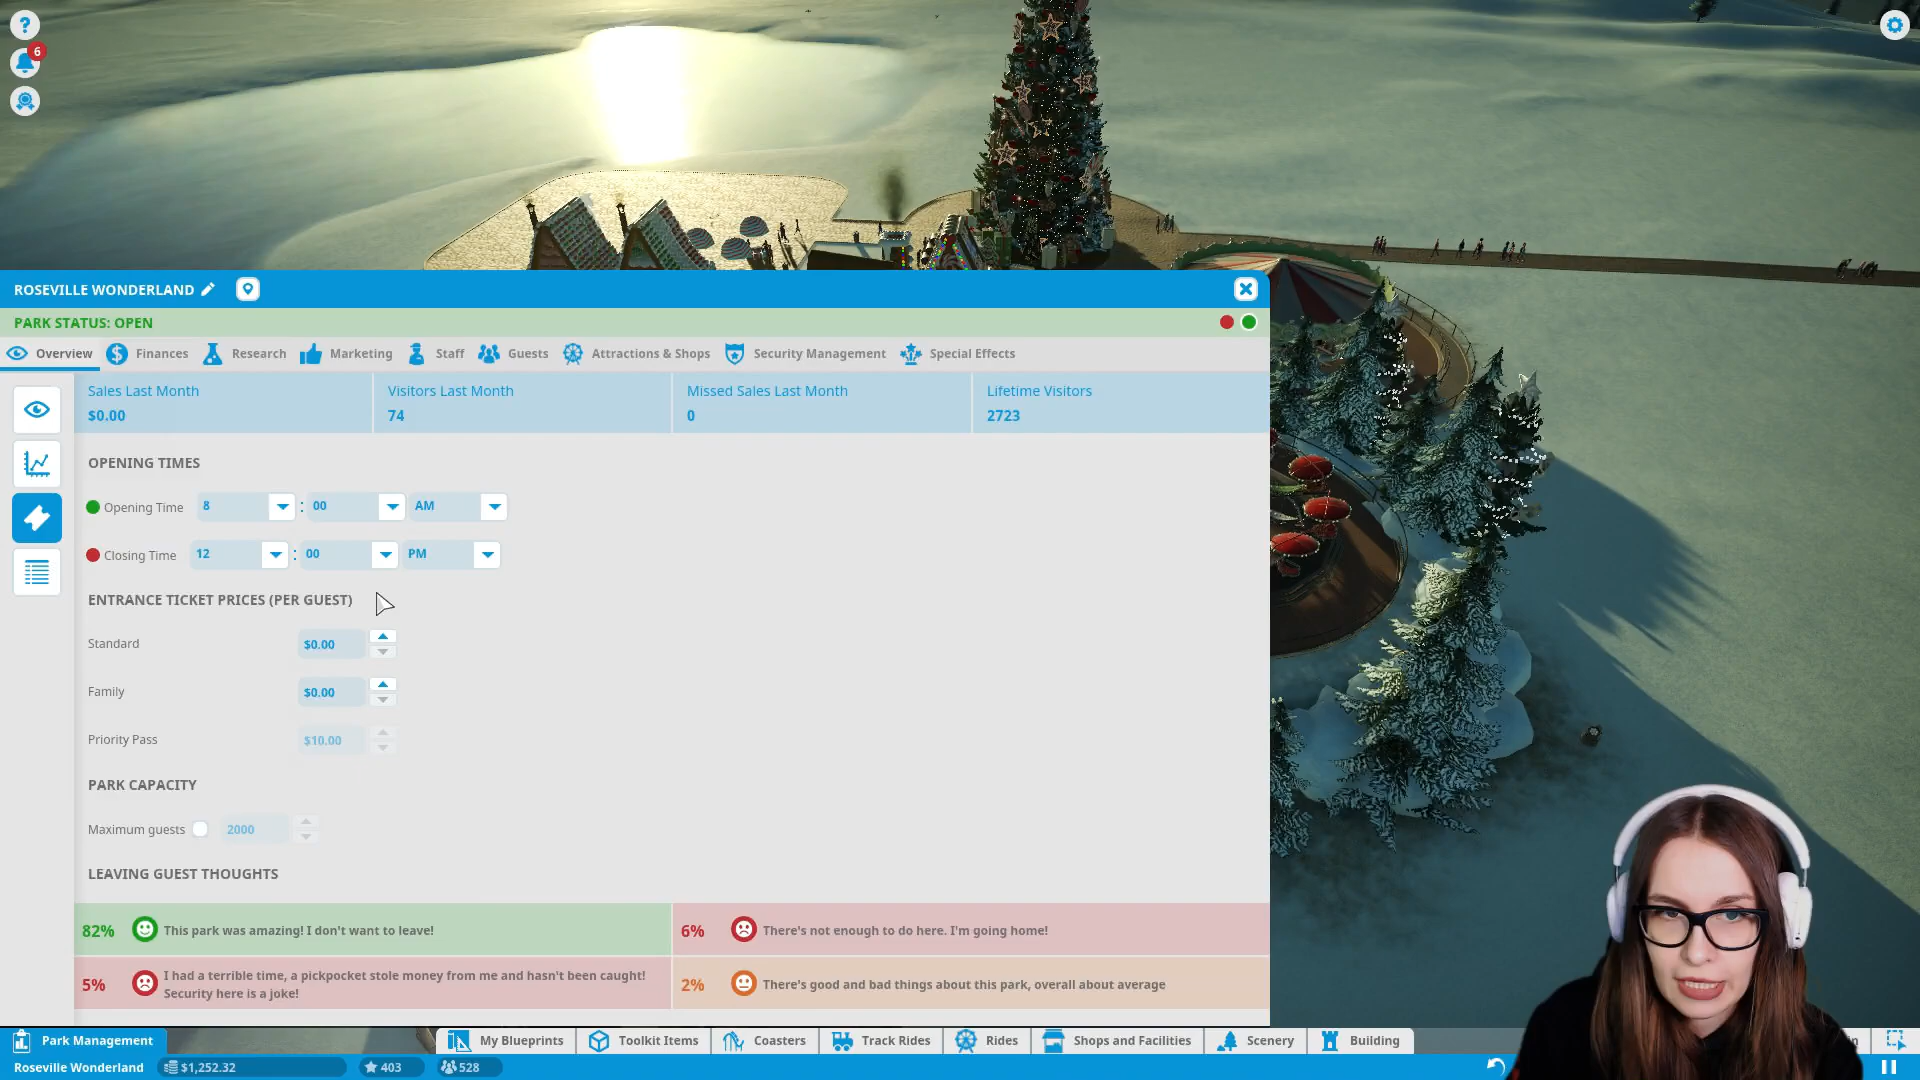 ?
6
ROSEVILLE WONDERLAND
PARK STATUS: OPEN
Overview
Finances
Research
Marketing
Staff
Guests
Attractions & Shops
Security Management
Special Effects
Sales Last Month
$0.00
Visitors Last Month
74
Missed Sales Last Month
0
Lifetime Visitors
2723
OPENING TIMES
Opening Time 8 : 00 AM
Closing Time 12 : 00 PM
ENTRANCE TICKET PRICES (PER GUEST)
Standard $0.00
Family $0.00
Priority Pass $10.00
PARK CAPACITY
Maximum guests 2000
LEAVING GUEST THOUGHTS
82% This park was amazing! I don't want to leave!
6% There's not enough to do here. I'm going home!
5% I had a terrible time, a pickpocket stole money from me and hasn't been caught!
Security here is a joke!
2% There's good and bad things about this park, overall about average
Park Management
My Blueprints
Toolkit Items
Coasters
Track Rides
Rides
Shops and Facilities
Scenery
Building
Roseville Wonderland
$1,252.32
403
528